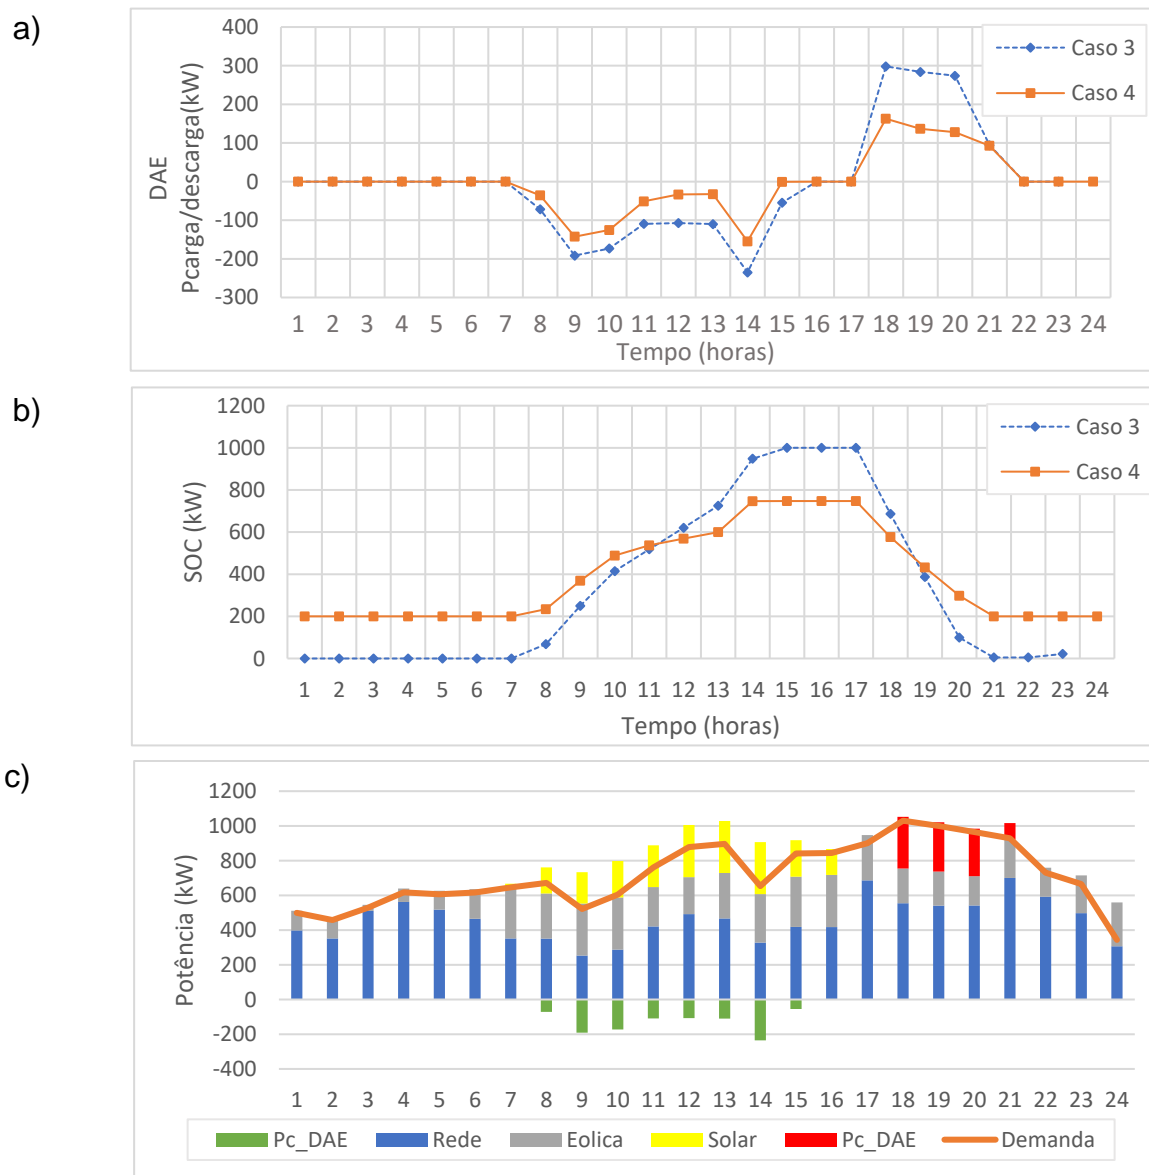 a)
DAE
Pcarga/descarga(kW)
400
300
200
100
0
-100
-200
-300
Caso 3
Caso 4
1 2 3 4 5 6 7 8 9 10 11 12 13 14 15 16 17 18 19 20 21 22 23 24
Tempo (horas)
b)
SOC (kW)
1200
1000
800
600
400
200
0
Caso 3
Caso 4
1 2 3 4 5 6 7 8 9 10 11 12 13 14 15 16 17 18 19 20 21 22 23 24
Tempo (horas)
c)
Potência (kW)
1200
1000
800
600
400
200
0
-200
-400
1 2 3 4 5 6 7 8 9 10 11 12 13 14 15 16 17 18 19 20 21 22 23 24
Pc_DAE Rede Eolica Solar Pc_DAE Demanda